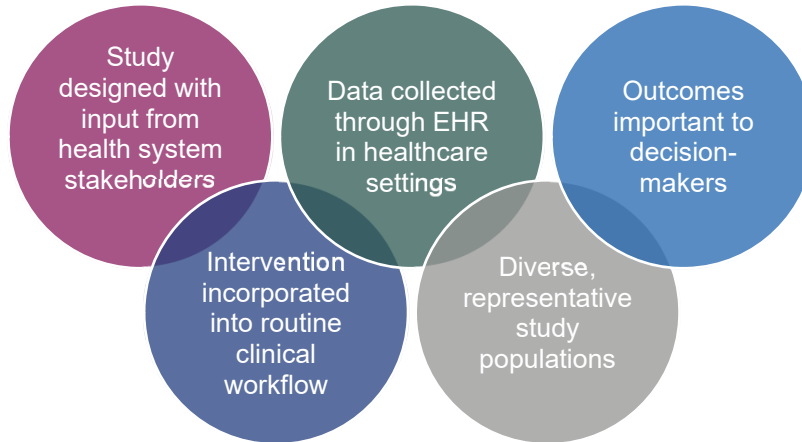 Study
designed with
input from
health system
stakeholders
Intervention
incorporated
into routine
clinical
workflow
Data collected
through EHR
in healthcare
settings
Diverse,
representative
study
populations
Outcomes
important to
decision-
makers